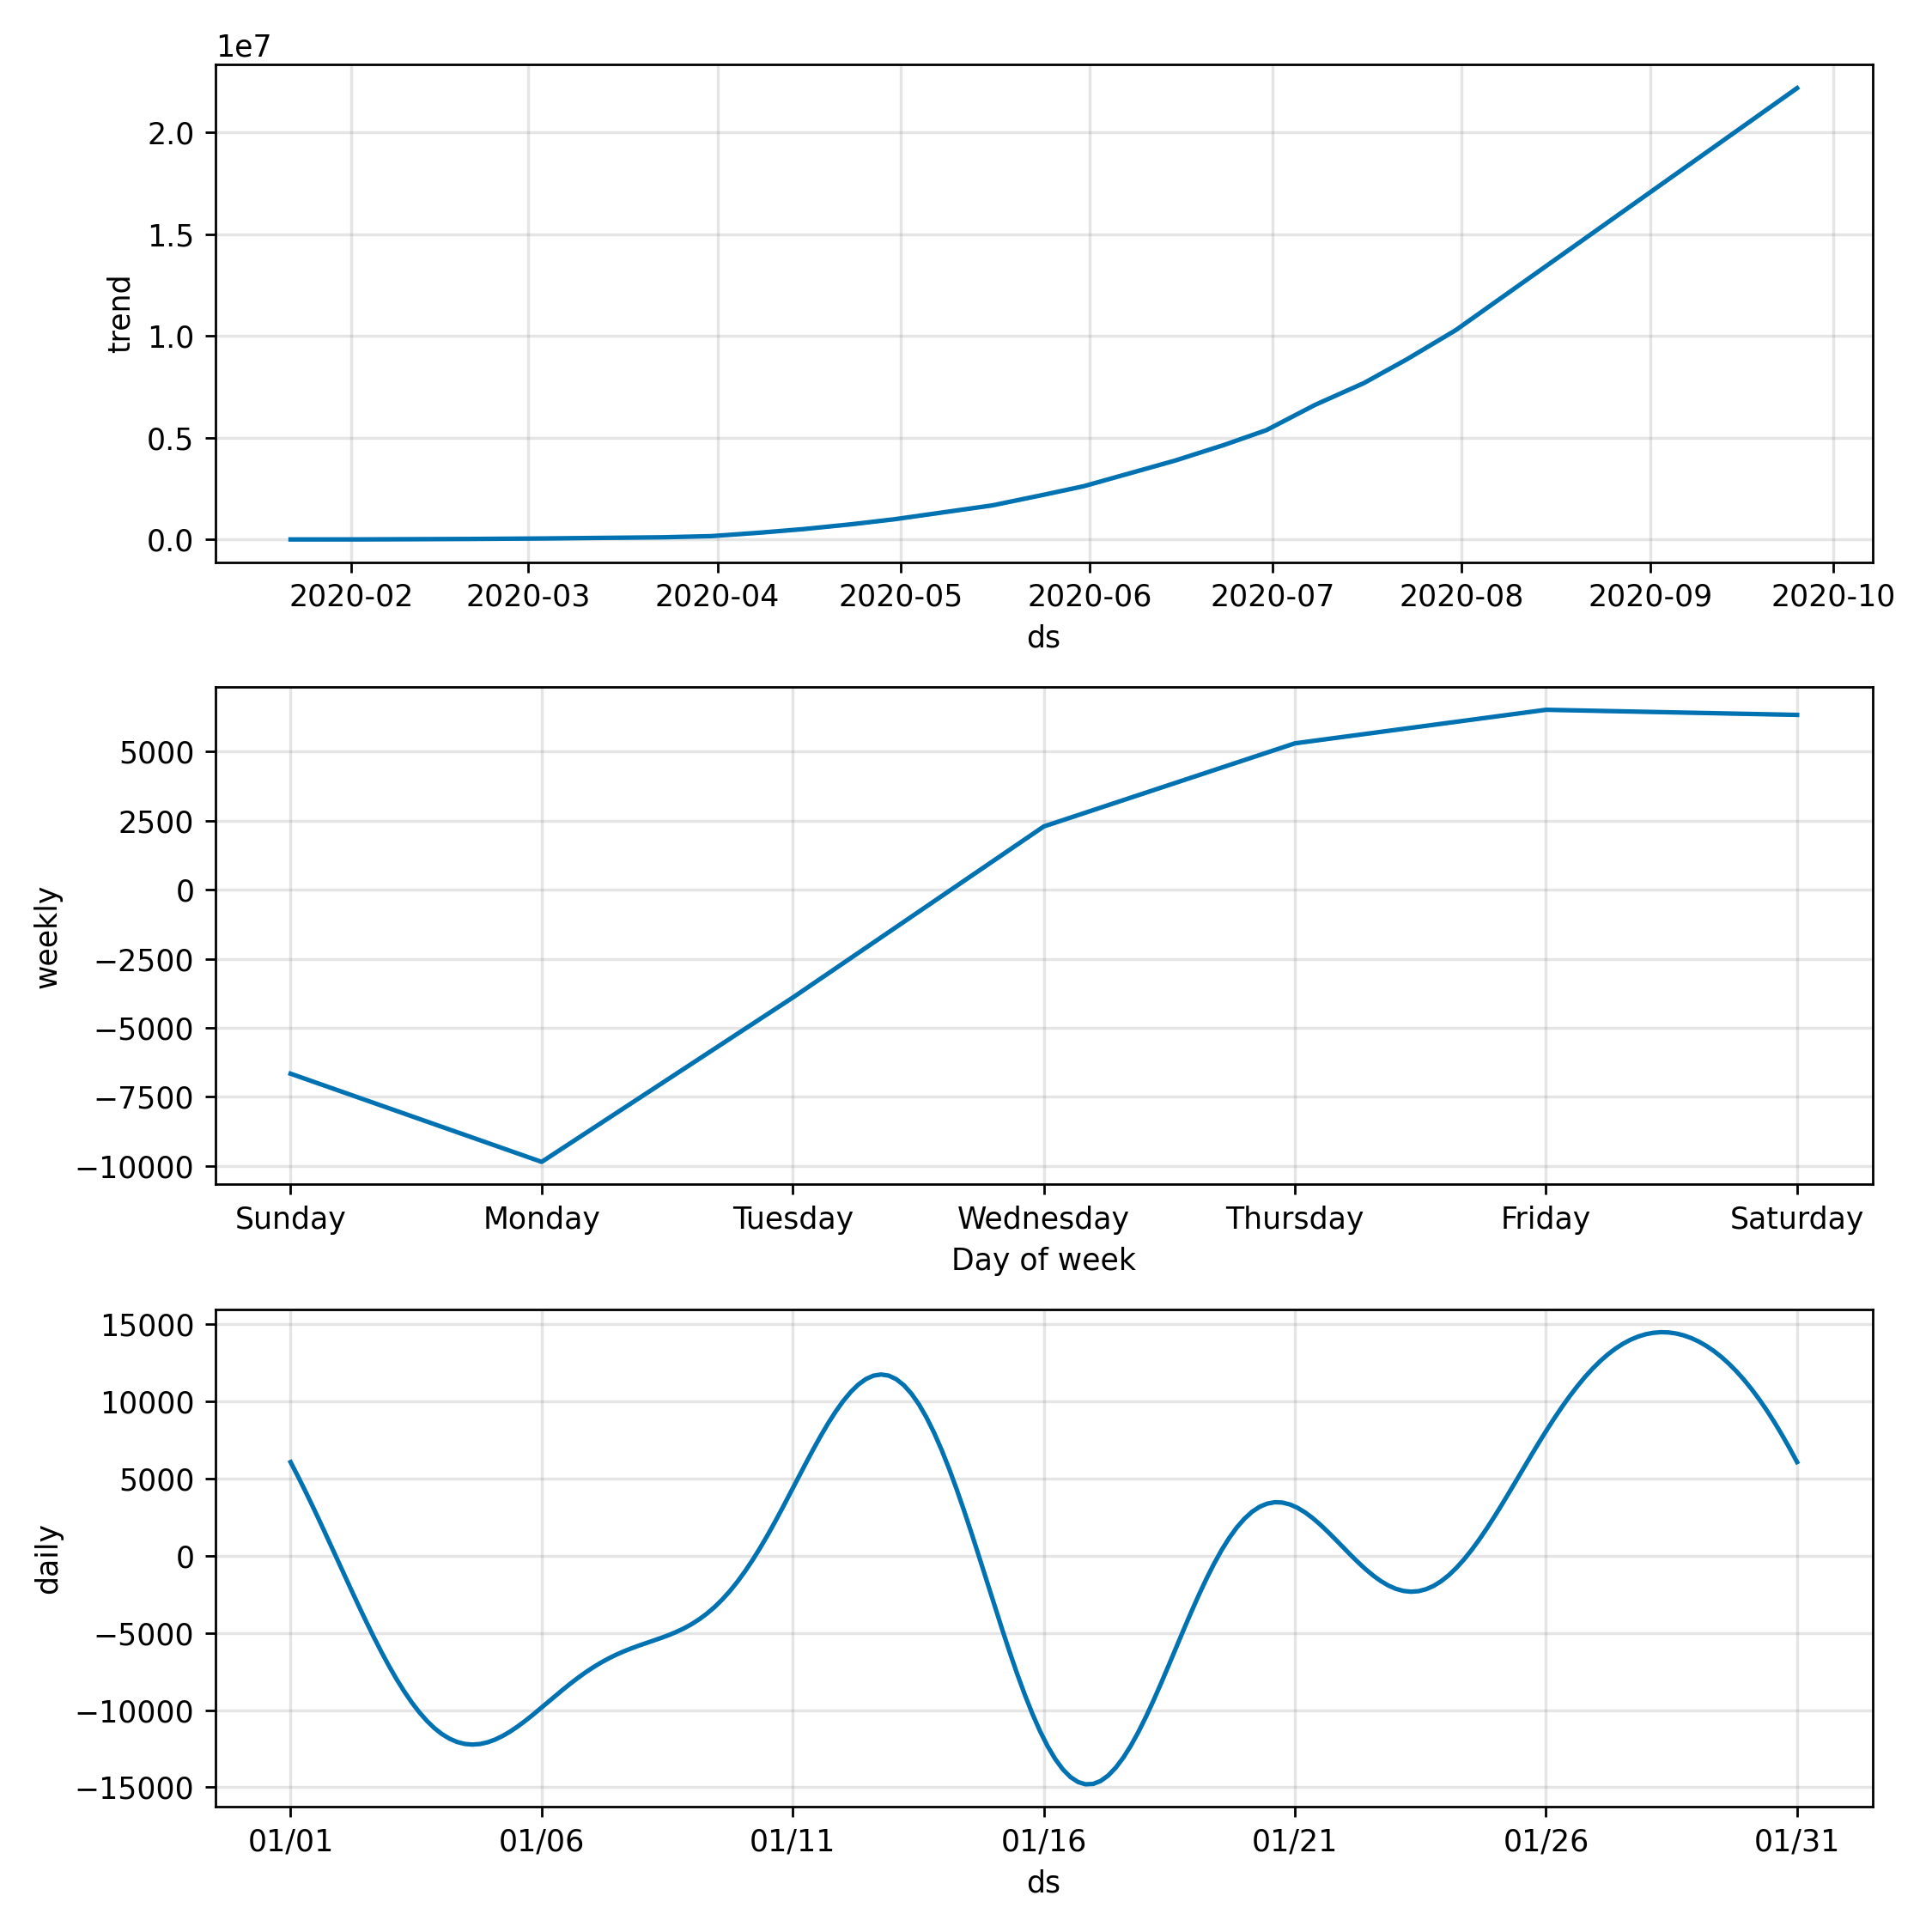 1e7
2.0
1.5
1.0
0.5
0.0
trend
2020-02 2020-03 2020-04 2020-05 2020-06 2020-07 2020-08 2020-09 2020-10
ds
5000
2500
0
−2500
−5000
−7500
−10000
weekly
Sunday Monday Tuesday Wednesday Thursday Friday Saturday
Day of week
15000
10000
5000
0
−5000
−10000
−15000
daily
01/01 01/06 01/11 01/16 01/21 01/26 01/31
ds